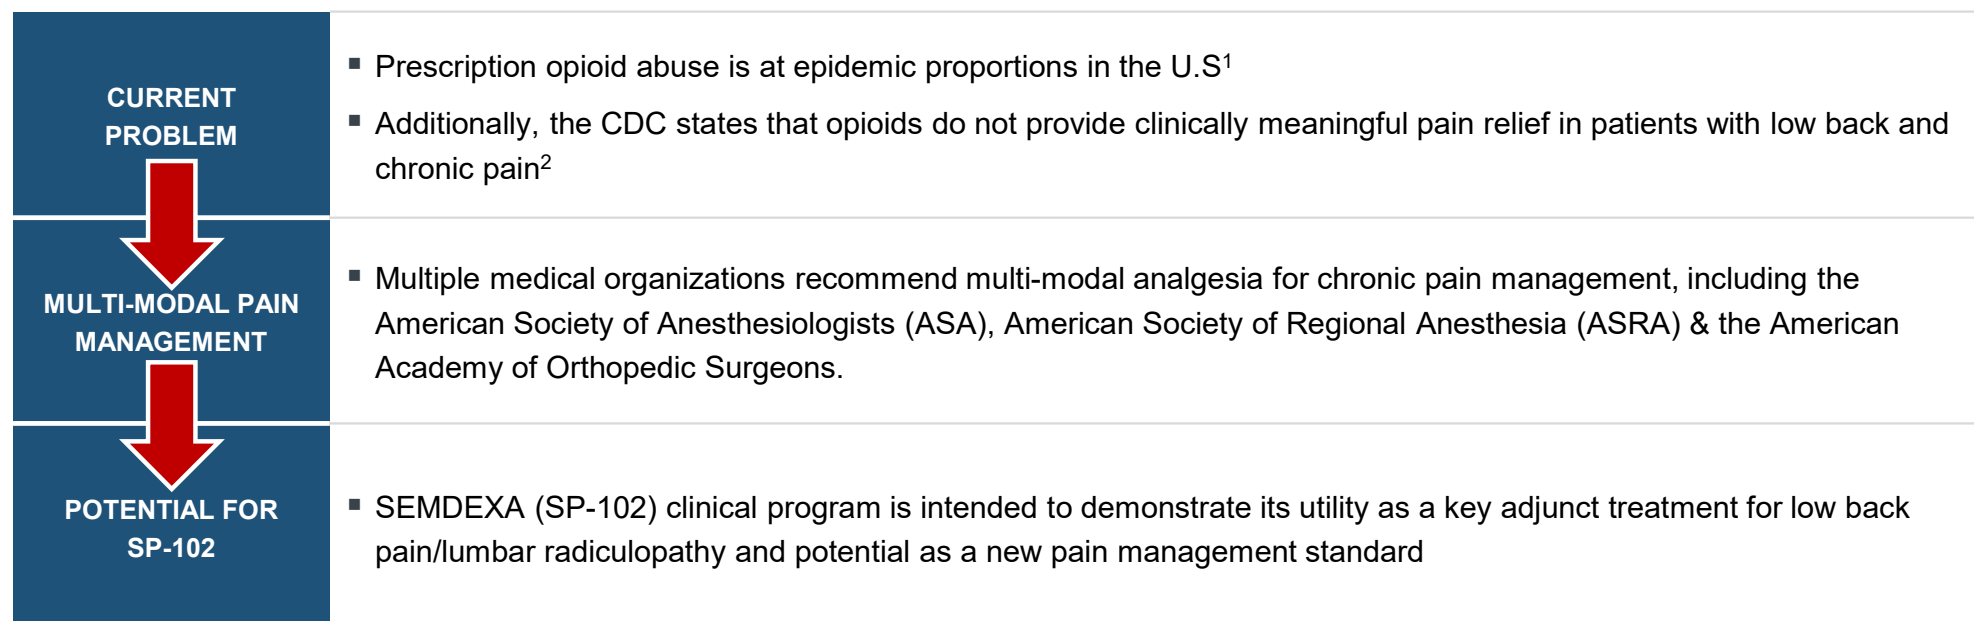 CURRENT
PROBLEM
▪ Prescription opioid abuse is at epidemic proportions in the U.S¹
▪ Additionally, the CDC states that opioids do not provide clinically meaningful pain relief in patients with low back and
chronic pain²
MULTI-MODAL PAIN
MANAGEMENT
▪ Multiple medical organizations recommend multi-modal analgesia for chronic pain management, including the
American Society of Anesthesiologists (ASA), American Society of Regional Anesthesia (ASRA) & the American
Academy of Orthopedic Surgeons.
POTENTIAL FOR
SP-102
▪ SEMDEXA (SP-102) clinical program is intended to demonstrate its utility as a key adjunct treatment for low back
pain/lumbar radiculopathy and potential as a new pain management standard